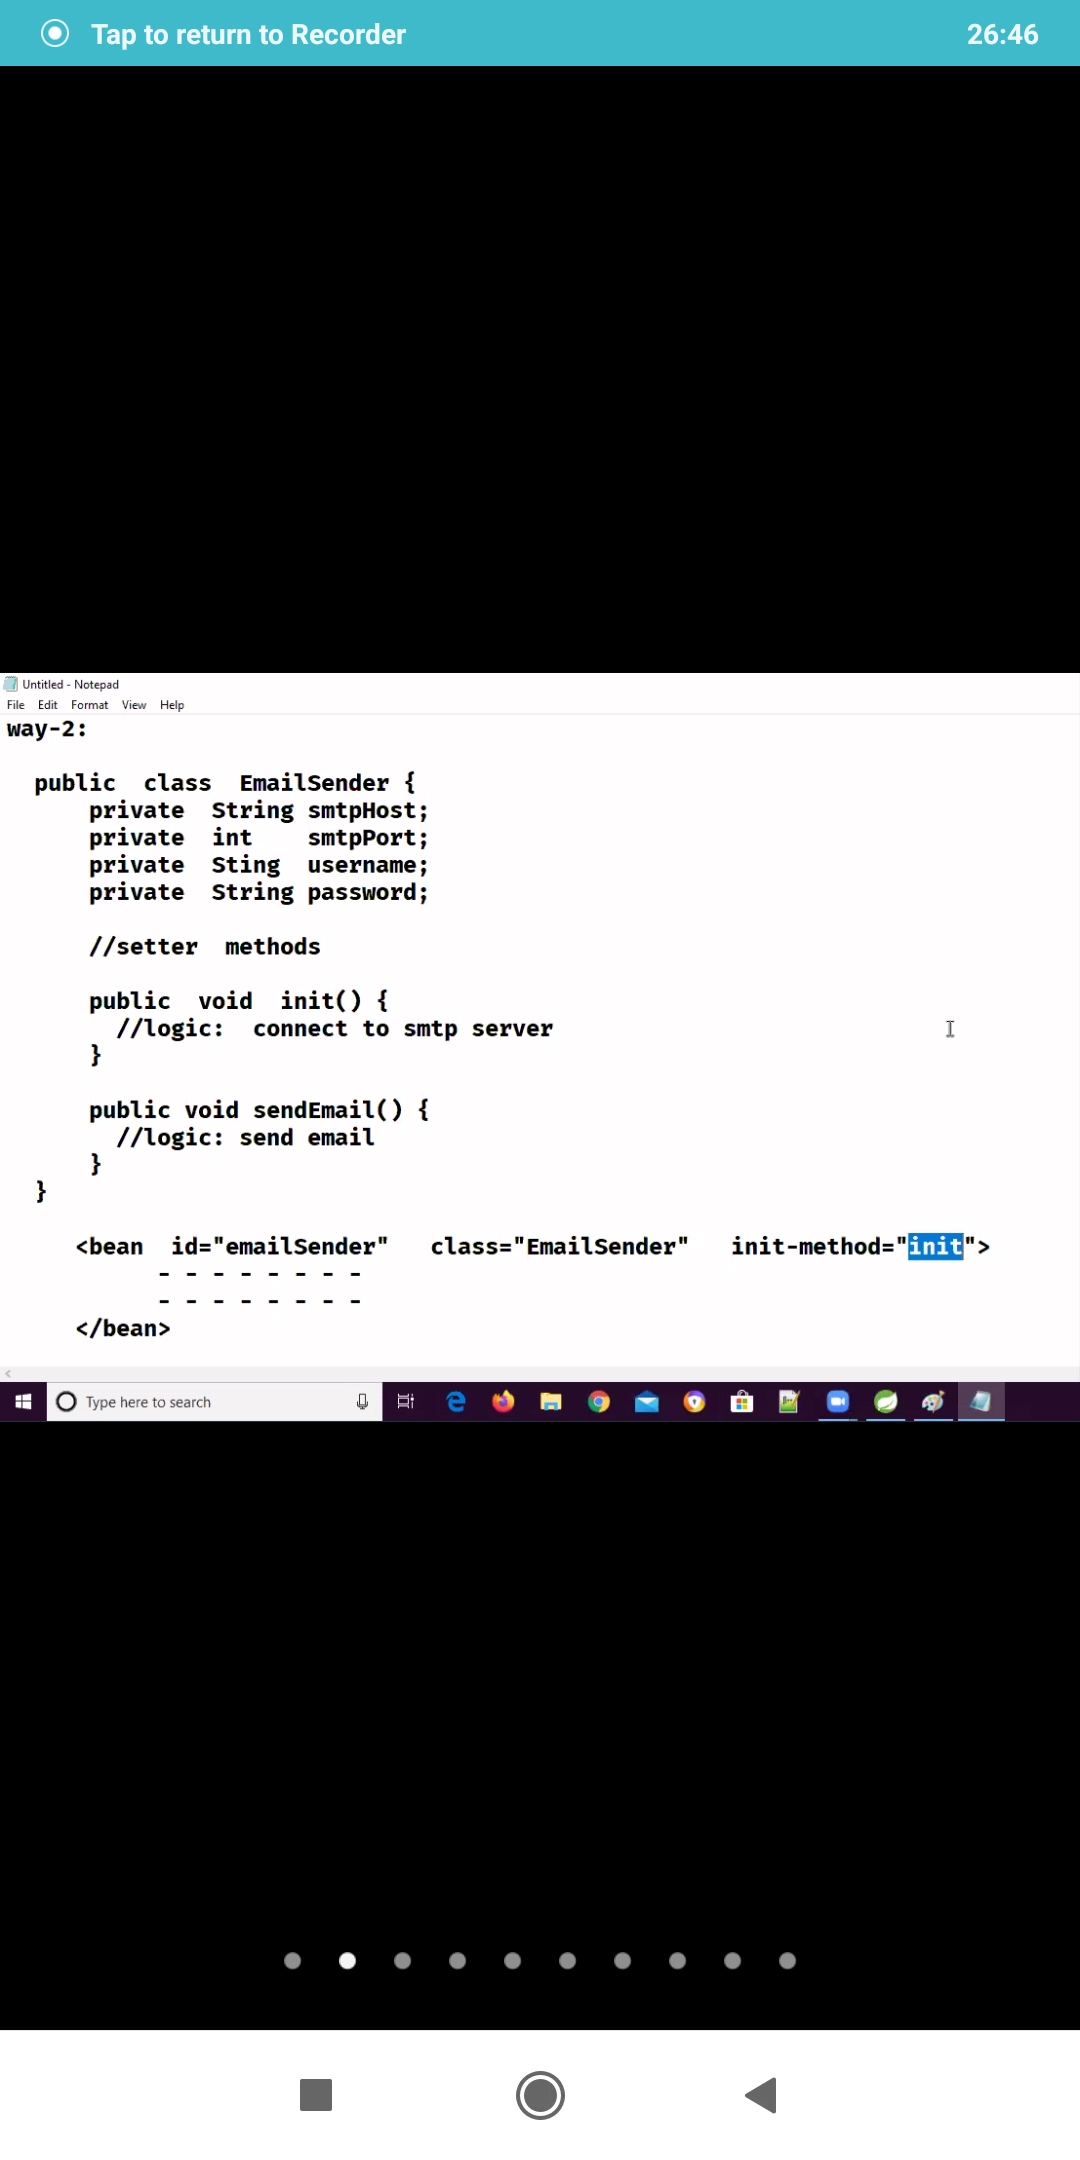 Tap to return to Recorder 26:46
Untitled - Notepad
File Edit Format View Help
way-2:
public class EmailSender {
private String smtpHost;
private int smtpPort;
private Sting username;
private String password;
//setter methods
public void init() {
//logic: connect to smtp server
}
public void sendEmail() {
//logic: send email
}
}
<bean id="emailSender" class="EmailSender" init-method="init">
- - - - - - - -
- - - - - - - -
</bean>
Type here to search